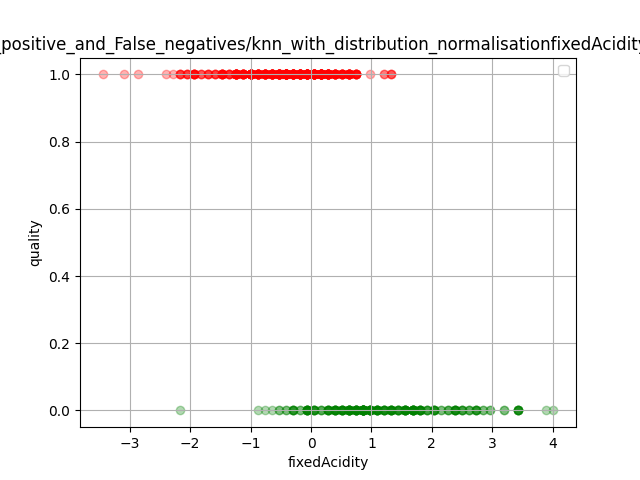 _positive_and_False_negatives/knn_with_distribution_normalisationfixedAcidity
1.0
0.8
0.6
0.4
0.2
0.0
quality
−3 −2 −1 0 1 2 3 4
fixedAcidity